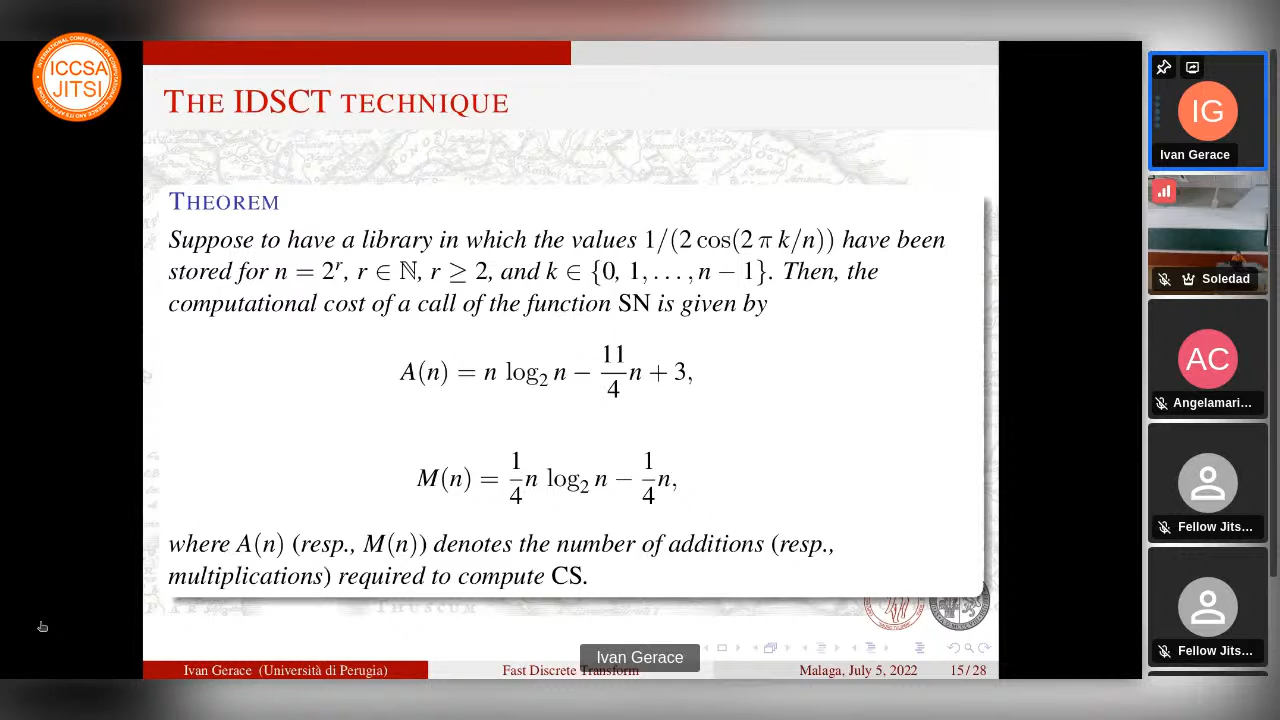 ICCSA
JITSI
THE IDSCT TECHNIQUE
THEOREM
Suppose to have a library in which the values 1/(2 cos(2 π k/n)) have been
stored for n = 2^r, r ∈ ℕ, r ≥ 2, and k ∈ {0, 1, . . . , n − 1}. Then, the
computational cost of a call of the function SN is given by
A(n) = n log₂ n − 11/4 n + 3,
M(n) = 1/4 n log₂ n − 1/4 n,
where A(n) (resp., M(n)) denotes the number of additions (resp.,
multiplications) required to compute CS.
Ivan Gerace
Ivan Gerace (Università di Perugia)
Fast Discrete Transform
Malaga, July 5, 2022
15/28
IG
Ivan Gerace
Soledad
AC
Angelamari...
Fellow Jits...
Fellow Jits...